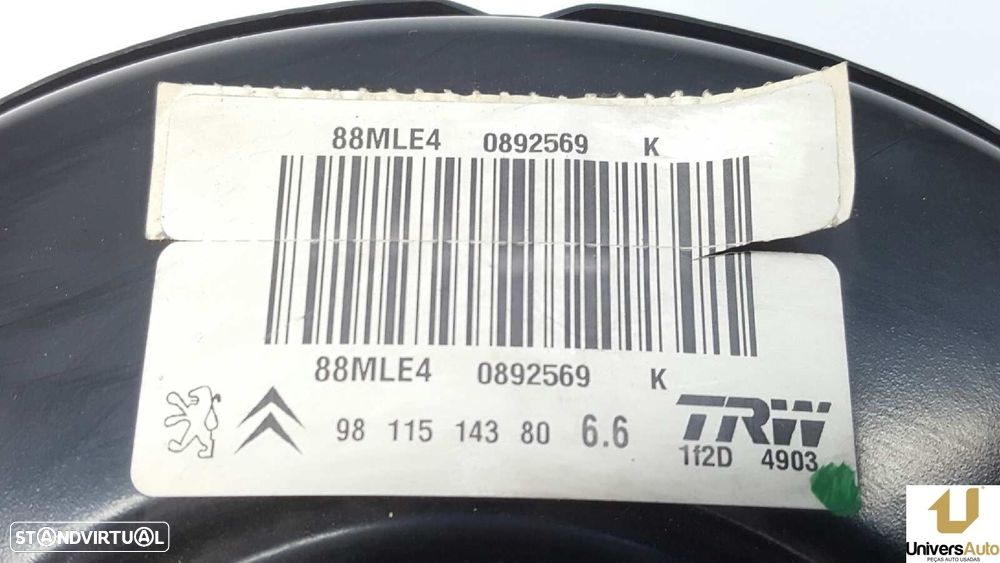 88MLE4 0892569 K
88MLE4 0892569 K
98 115 143 80 6.6
TRW
1f2D 4903
STANDVIRTUAL
UniversAuto
PEÇAS AUTO USADAS